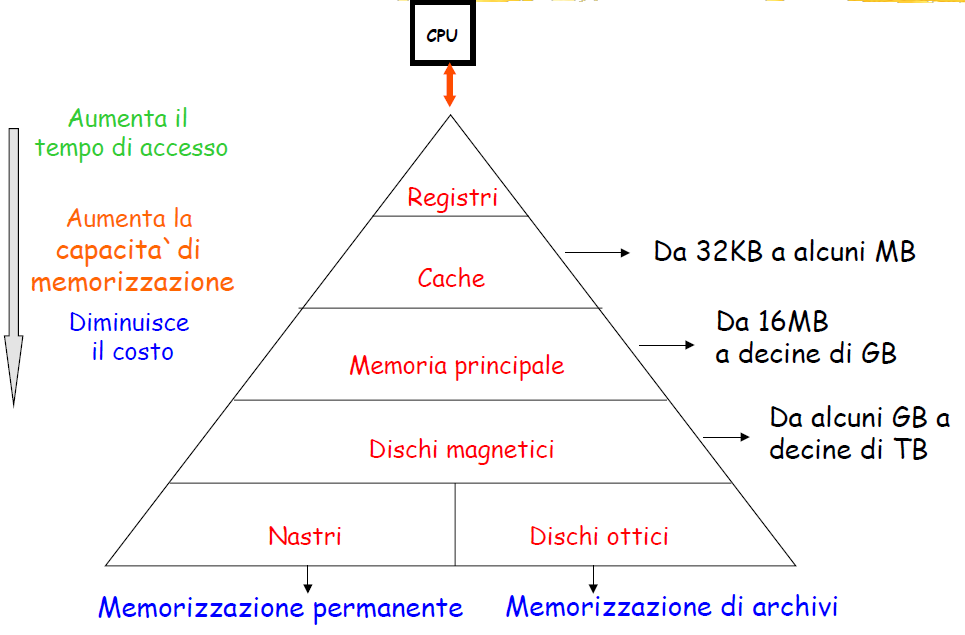 CPU
Aumenta il
tempo di accesso
Aumenta la
capacita` di
memorizzazione
Diminuisce
il costo
Registri
Cache
Memoria principale
Dischi magnetici
Nastri
Dischi ottici
Da 32KB a alcuni MB
Da 16MB
a decine di GB
Da alcuni GB a
decine di TB
Memorizzazione permanente
Memorizzazione di archivi